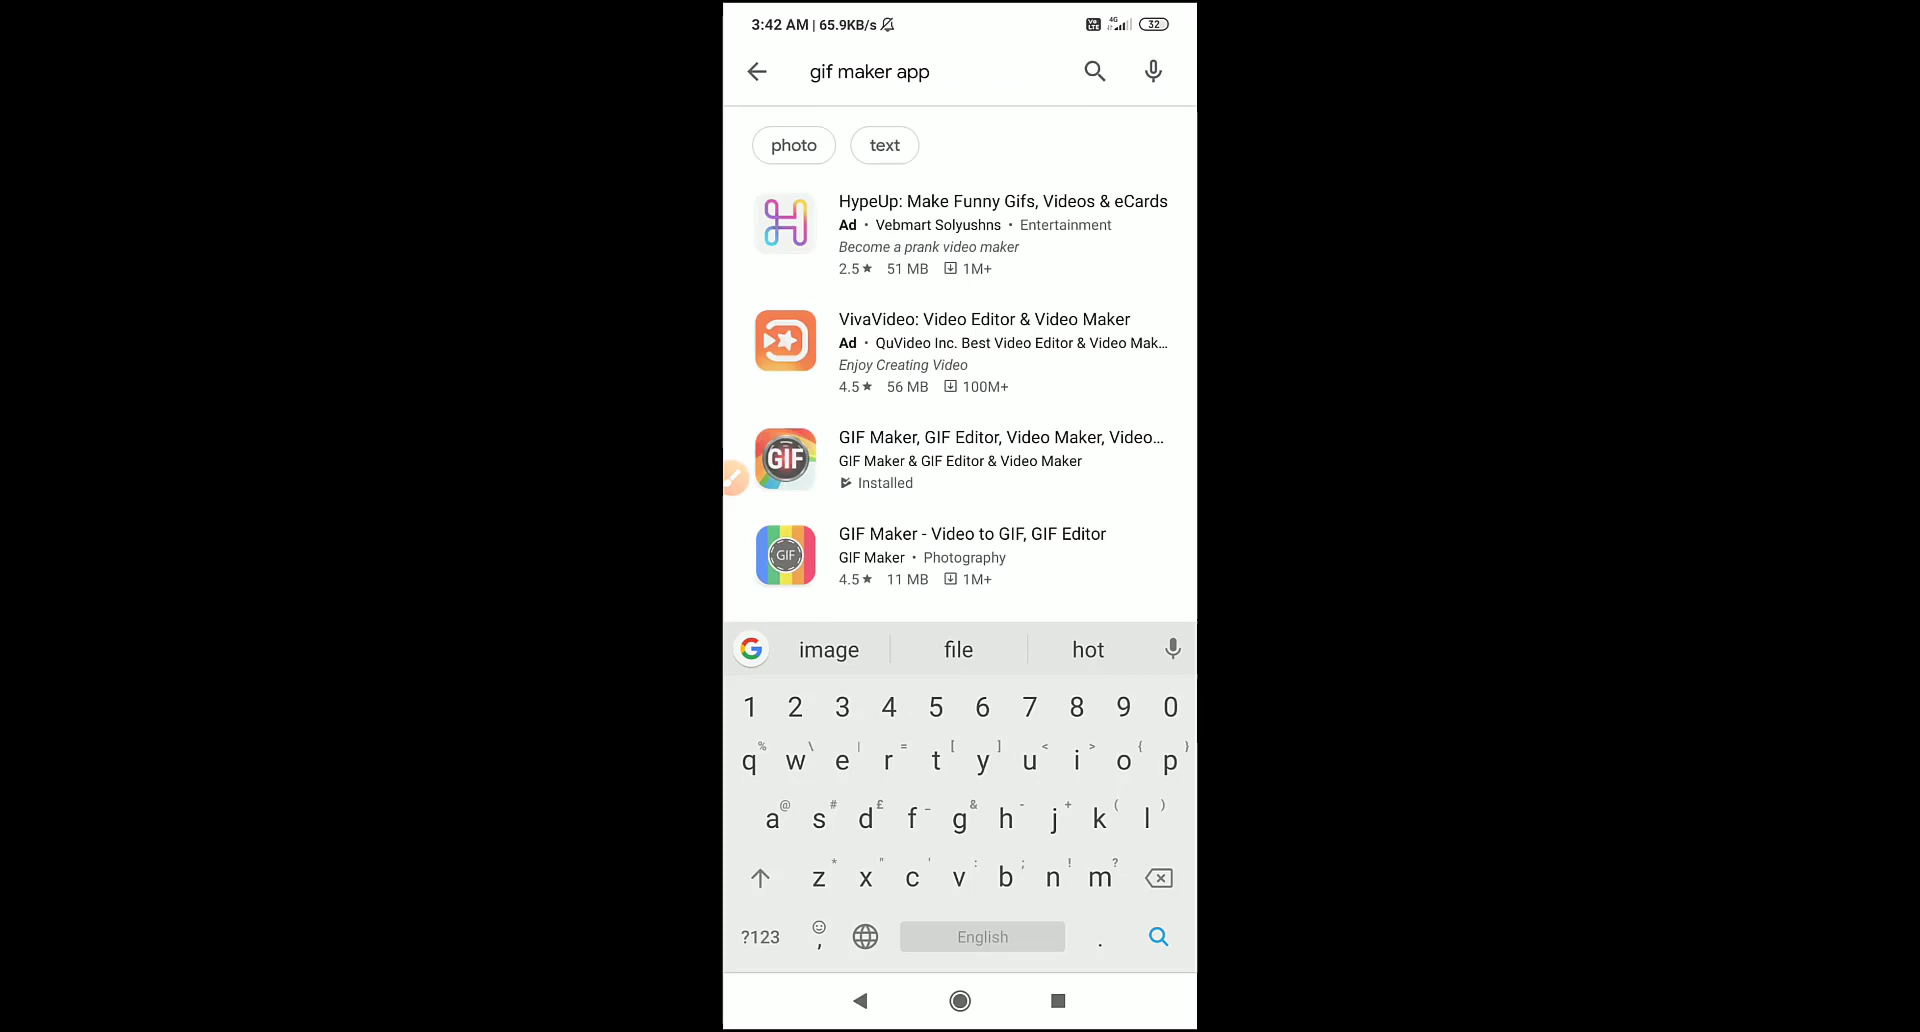 3:42 AM | 65.9KB/s Vo LTE 4G 32
gif maker app
photo text
HypeUp: Make Funny Gifs, Videos & eCards
Ad • Vebmart Solyushns • Entertainment
Become a prank video maker
2.5★ 51 MB 1M+
VivaVideo: Video Editor & Video Maker
Ad • QuVideo Inc. Best Video Editor & Video Mak...
Enjoy Creating Video
4.5★ 56 MB 100M+
GIF
GIF Maker, GIF Editor, Video Maker, Video...
GIF Maker & GIF Editor & Video Maker
Installed
GIF
GIF Maker - Video to GIF, GIF Editor
GIF Maker • Photography
4.5★ 11 MB 1M+
G image file hot
1 2 3 4 5 6 7 8 9 0
% \ | = [ ] < > { }
q w e r t y u i o p
@ # £ _ & - + ( )
a s d f g h j k l
* " ' : ; ! ?
z x c v b n m
?123 , English .